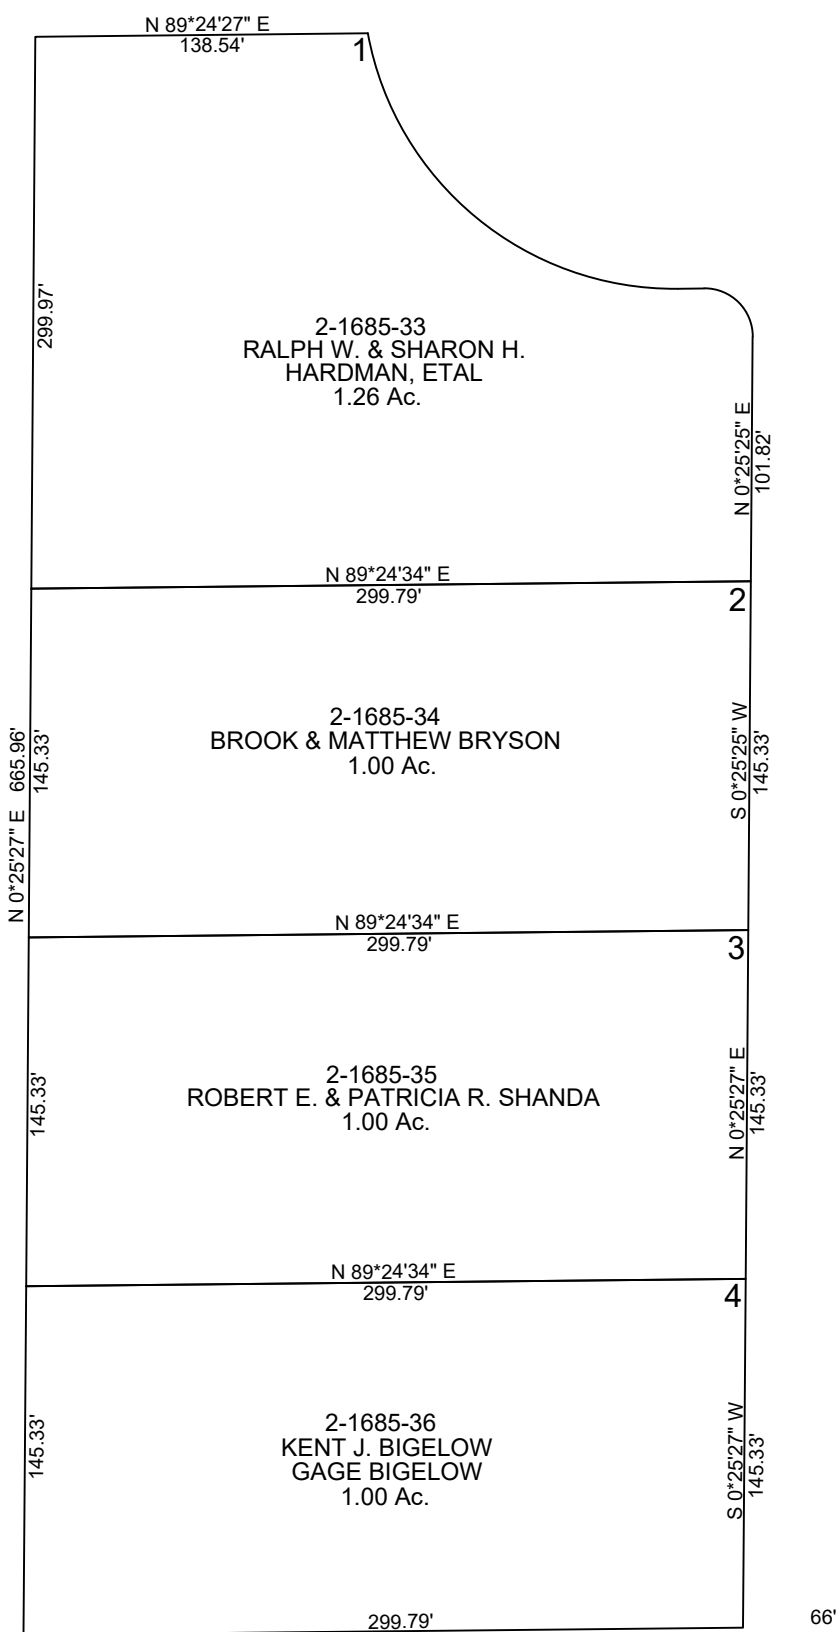 N 89*24'27" E
138.54'
1
299.97'
2-1685-33
RALPH W. & SHARON H.
HARDMAN, ETAL
1.26 Ac.
N 0*25'25" E
101.82'
N 89*24'34" E
299.79'
2
N 0*25'27" E 665.96'
145.33'
2-1685-34
BROOK & MATTHEW BRYSON
1.00 Ac.
S 0*25'25" W
145.33'
N 89*24'34" E
299.79'
3
145.33'
2-1685-35
ROBERT E. & PATRICIA R. SHANDA
1.00 Ac.
N 0*25'27" E
145.33'
N 89*24'34" E
299.79'
4
145.33'
2-1685-36
KENT J. BIGELOW
GAGE BIGELOW
1.00 Ac.
S 0*25'27" W
145.33'
299.79'
66'